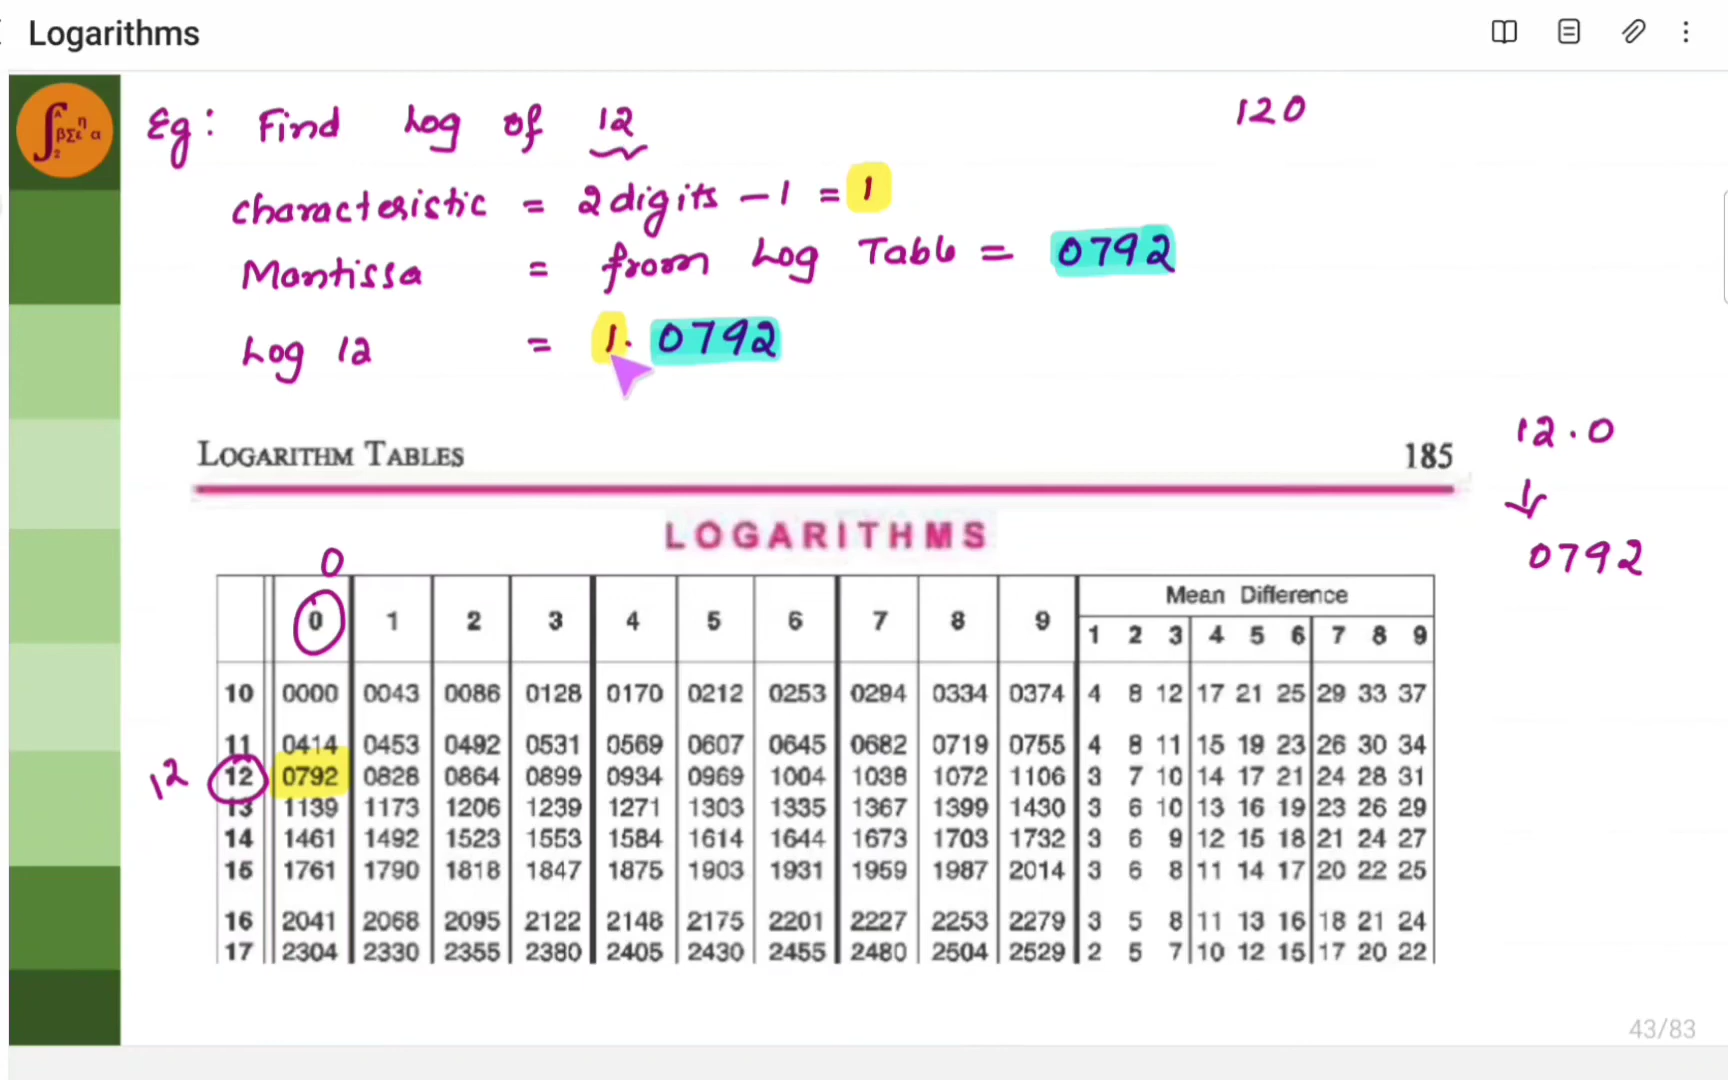 Logarithms
Eg: Find Log of 12
120
characteristic = 2 digits - 1 = 1
Mantissa = from Log Table = 0792
Log 12 = 1.0792
12.0
0792
LOGARITHM TABLES 185
LOGARITHMS
0
Mean Difference
0 1 2 3 4 5 6 7 8 9 1 2 3 4 5 6 7 8 9
10 0000 0043 0086 0128 0170 0212 0253 0294 0334 0374 4 8 12 17 21 25 29 33 37
11 0414 0453 0492 0531 0569 0607 0645 0682 0719 0755 4 8 11 15 19 23 26 30 34
12 12 0792 0828 0864 0899 0934 0969 1004 1038 1072 1106 3 7 10 14 17 21 24 28 31
13 1139 1173 1206 1239 1271 1303 1335 1367 1399 1430 3 6 10 13 16 19 23 26 29
14 1461 1492 1523 1553 1584 1614 1644 1673 1703 1732 3 6 9 12 15 18 21 24 27
15 1761 1790 1818 1847 1875 1903 1931 1959 1987 2014 3 6 8 11 14 17 20 22 25
16 2041 2068 2095 2122 2148 2175 2201 2227 2253 2279 3 5 8 11 13 16 18 21 24
17 2304 2330 2355 2380 2405 2430 2455 2480 2504 2529 2 5 7 10 12 15 17 20 22
43/83